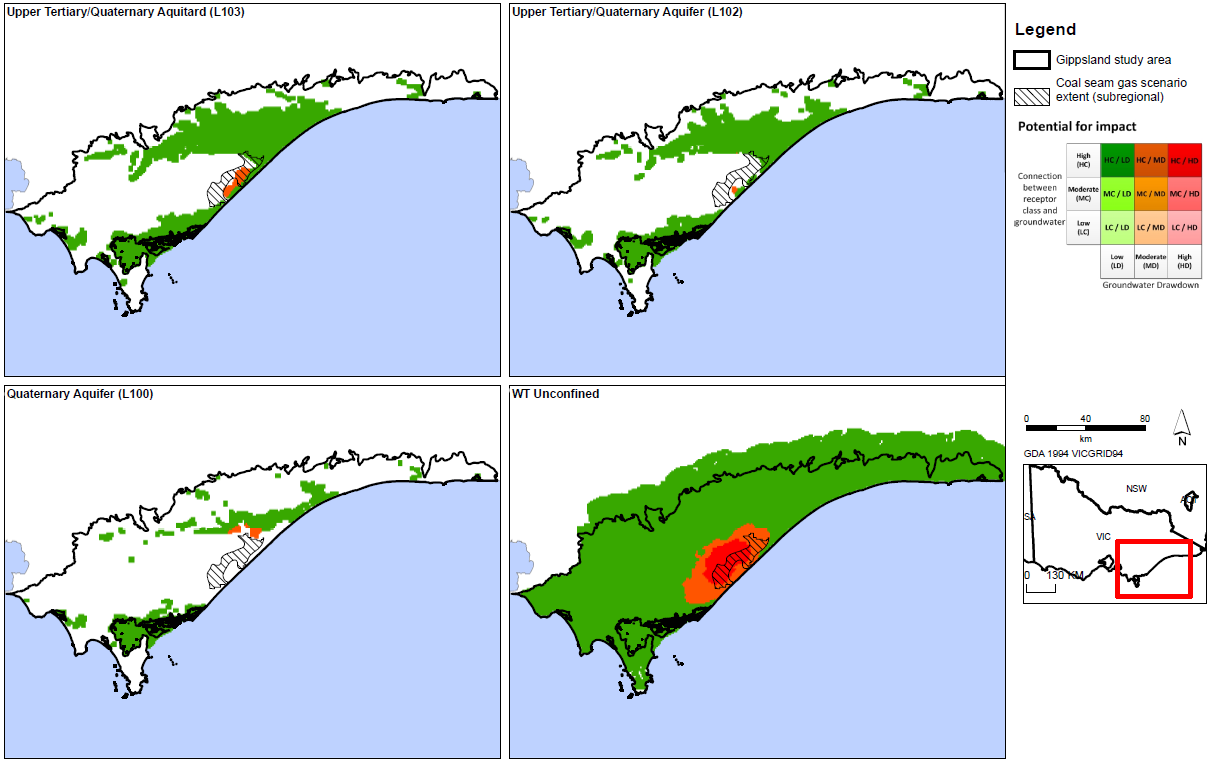 Upper Tertiary/Quaternary Aquitard (L103)
Upper Tertiary/Quaternary Aquifer (L102)
Quaternary Aquifer (L100)
WT Unconfined
Legend
Gippsland study area
Coal seam gas scenario
extent (subregional)
Potential for impact
Connection
between
receptor
class and
groundwater
High
(HC)
HC / LD
HC / MD
HC / HD
Moderate
(MC)
MC / LD
MC / MD
MC / HD
Low
(LC)
LC / LD
LC / MD
LC / HD
Low
(LD)
Moderate
(MD)
High
(HD)
Groundwater Drawdown
0 40 80
km
N
GDA 1994 VICGRID94
NSW
ACT
SA
VIC
0 130 KM